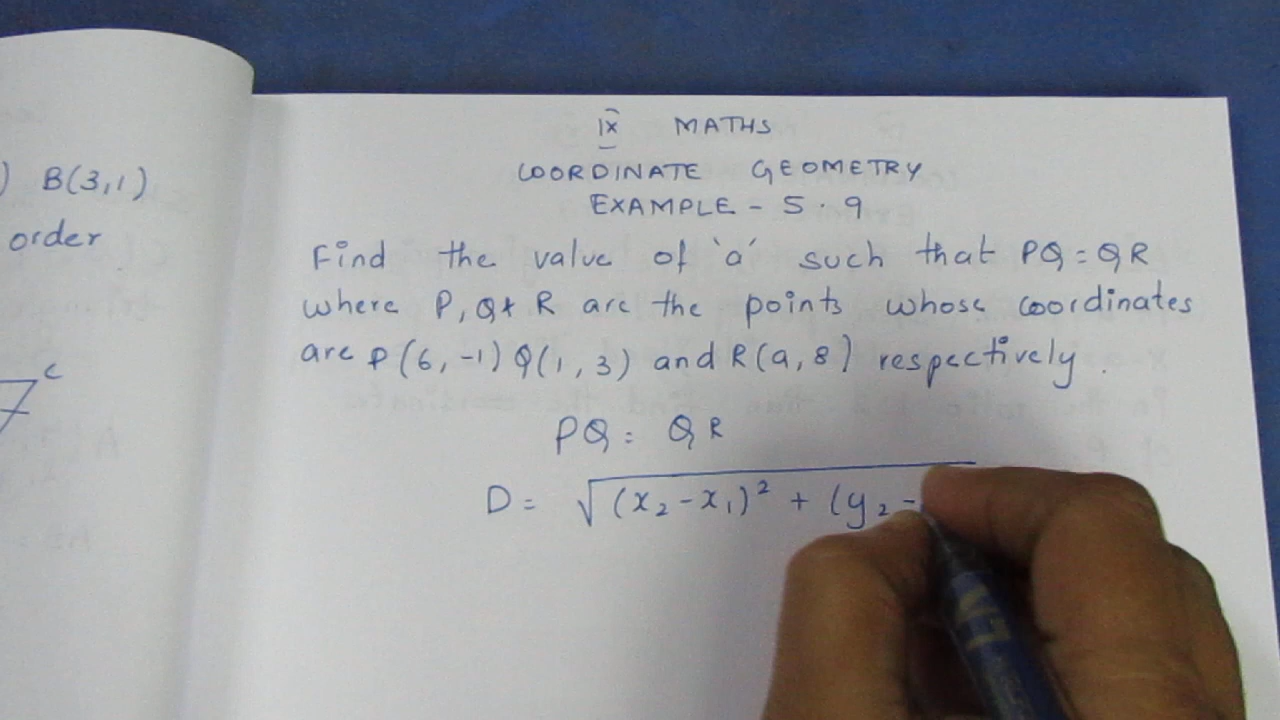 ) B(3,1)
order
C
IX MATHS
COORDINATE GEOMETRY
EXAMPLE - 5.9
Find the value of 'a' such that PQ = QR
where P, Q & R are the points whose coordinates
are P(6, -1) Q(1, 3) and R(a, 8) respectively.
PQ = QR
D = √(x₂-x₁)² + (y₂-